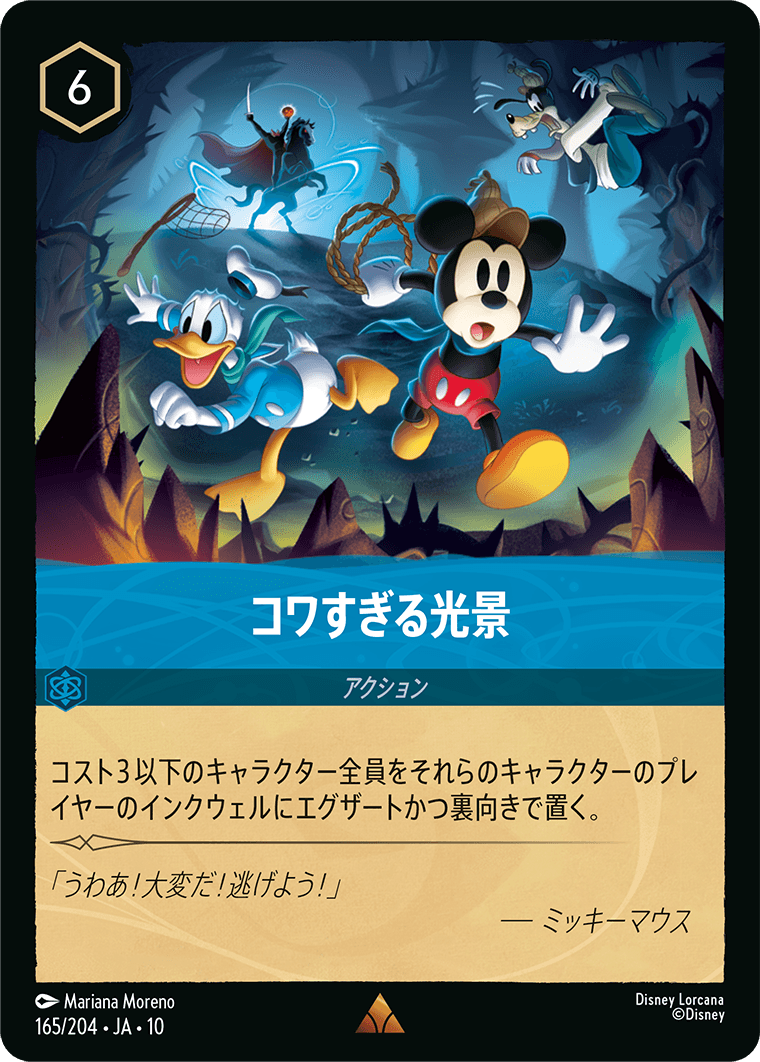 6
コワすぎる光景
アクション
コスト3以下のキャラクター全員をそれらのキャラクターのプレ
イヤーのインクウェルにエグザートかつ裏向きで置く。
「うわあ!大変だ!逃げよう!」
— ミッキーマウス
Mariana Moreno
165/204 • JA • 10
Disney Lorcana
©Disney